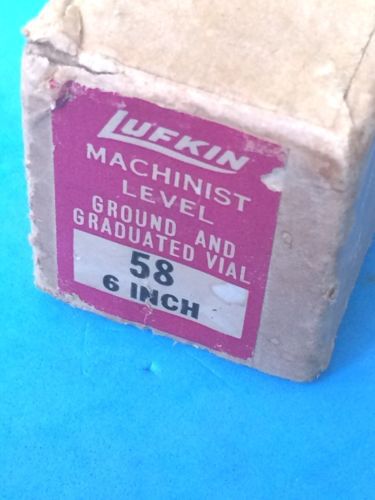 LUFKIN
MACHINIST
LEVEL
GROUND AND
GRADUATED VIAL
58
6 INCH